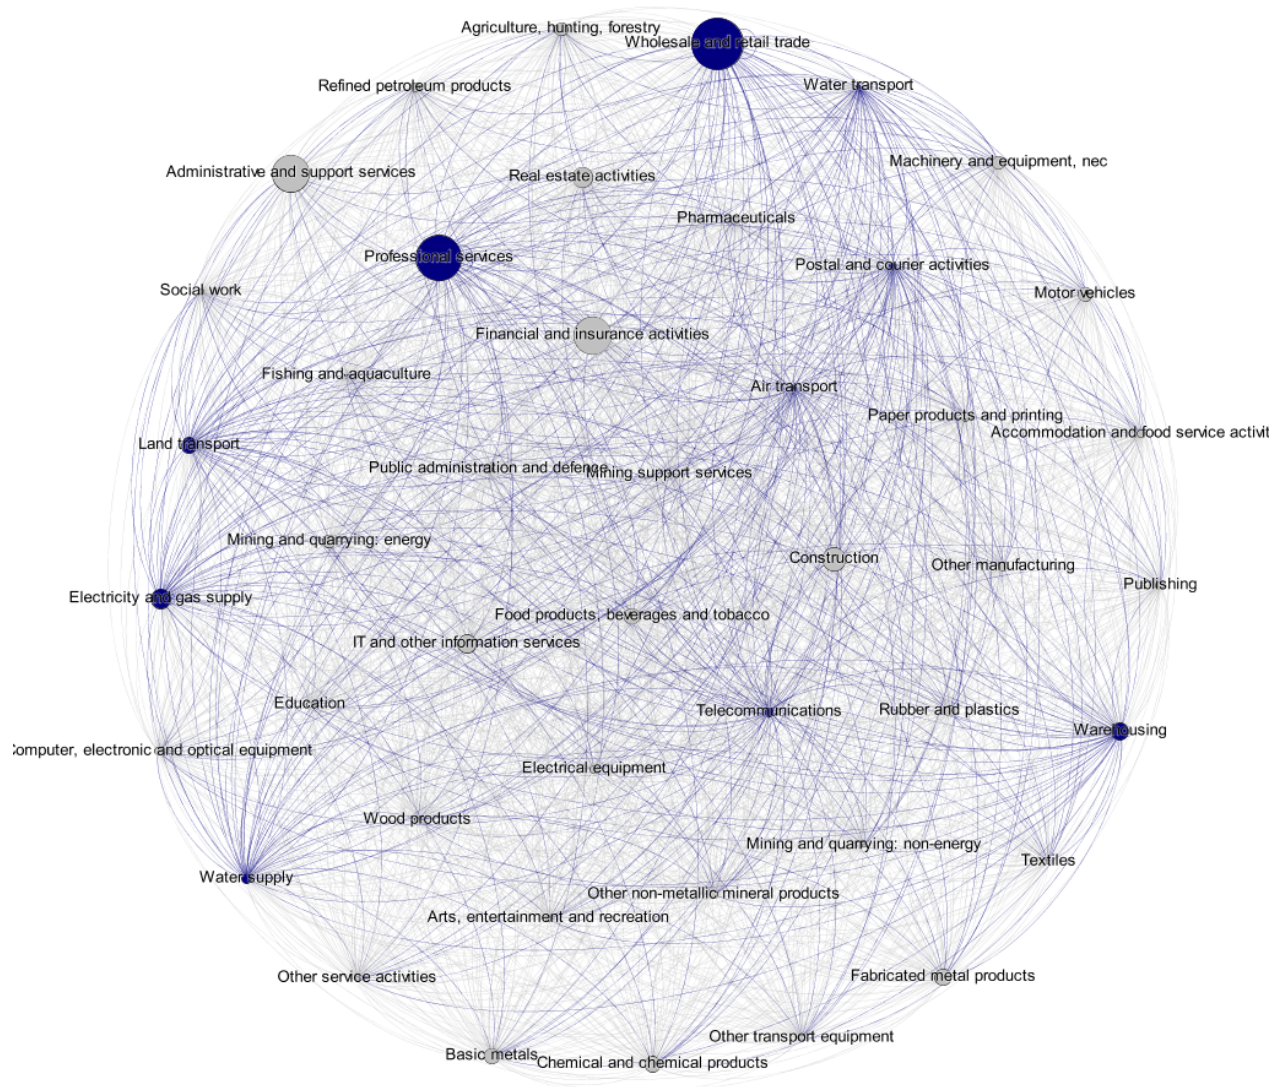 Agriculture, hunting, forestry
Wholesale and retail trade
Refined petroleum products
Water transport
Administrative and support services
Real estate activities
Machinery and equipment, nec
Pharmaceuticals
Professional services
Postal and courier activities
Social work
Motor vehicles
Financial and insurance activities
Fishing and aquaculture
Air transport
Land transport
Paper products and printing
Accommodation and food service activit
Public administration and defence
Mining support services
Mining and quarrying: energy
Construction
Other manufacturing
Publishing
Electricity and gas supply
Food products, beverages and tobacco
IT and other information services
Education
Telecommunications
Rubber and plastics
Warehousing
Computer, electronic and optical equipment
Electrical equipment
Wood products
Mining and quarrying: non-energy
Textiles
Water supply
Other non-metallic mineral products
Arts, entertainment and recreation
Other service activities
Fabricated metal products
Other transport equipment
Basic metals
Chemical and chemical products